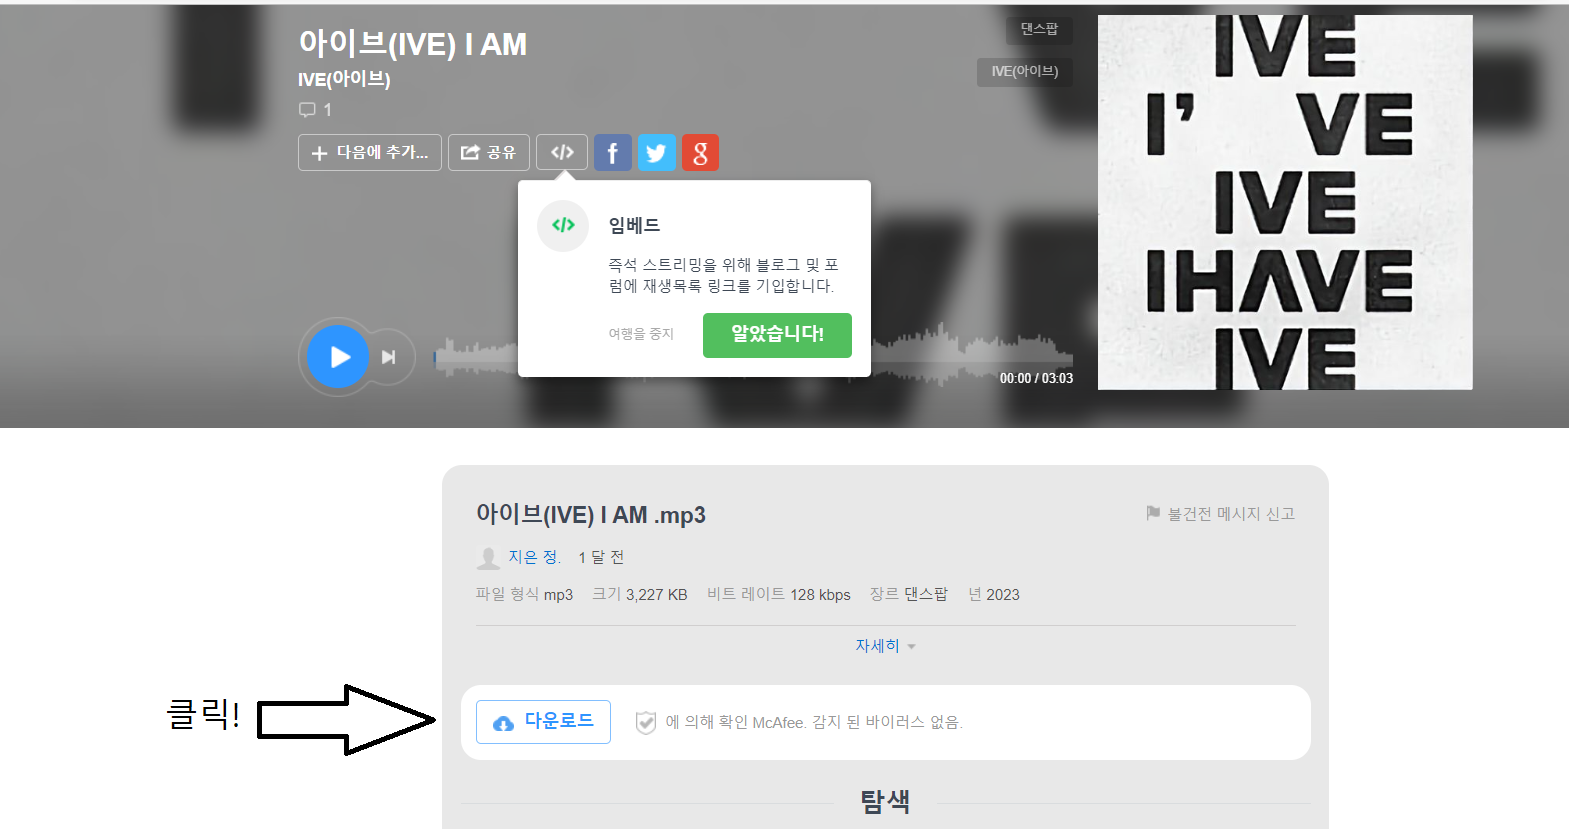 아이브(IVE) I AM
IVE(아이브)
1
다음에 추가...
공유
</>
f
g
댄스팝
IVE(아이브)
</>
임베드
즉석 스트리밍을 위해 블로그 및 포
럼에 재생목록 링크를 기입합니다.
여행을 중지
알았습니다!
00:00 / 03:03
IVE
I' VE
IVE
IHAVE
IVE
아이브(IVE) I AM .mp3
불건전 메시지 신고
지은 정. 1 달 전
파일 형식 mp3 크기 3,227 KB 비트 레이트 128 kbps 장르 댄스팝 년 2023
자세히
클릭!
다운로드
에 의해 확인 McAfee. 감지 된 바이러스 없음.
탐색